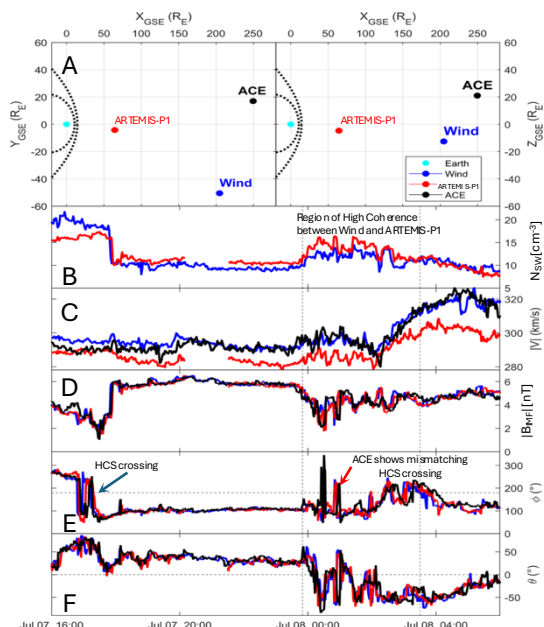 X_GSE (R_E) X_GSE (R_E)
0 50 100 150 200 250 0 50 100 150 200 250
60 60
40 40
20 20
0 0
-20 -20
-40 -40
-60 -60
Y_GSE (R_E)
Z_GSE (R_E)
A
ACE
ARTEMIS-P1
Wind
ACE
ARTEMIS-P1
Wind
Earth
Wind
ARTEMIS-P1
ACE
Region of High Coherence
between Wind and ARTEMIS-P1
B
20
15
10
5
N_SW [cm^-3]
C
320
300
280
|V| (km/s)
D
6
4
2
0
|B_IMF| [nT]
HCS crossing
ACE shows mismatching
HCS crossing
E
300
200
100
0
ϕ (°)
F
50
0
-50
θ (°)
Jul 07, 16:00 Jul 07, 20:00 Jul 08 00:00 Jul 08 04:00